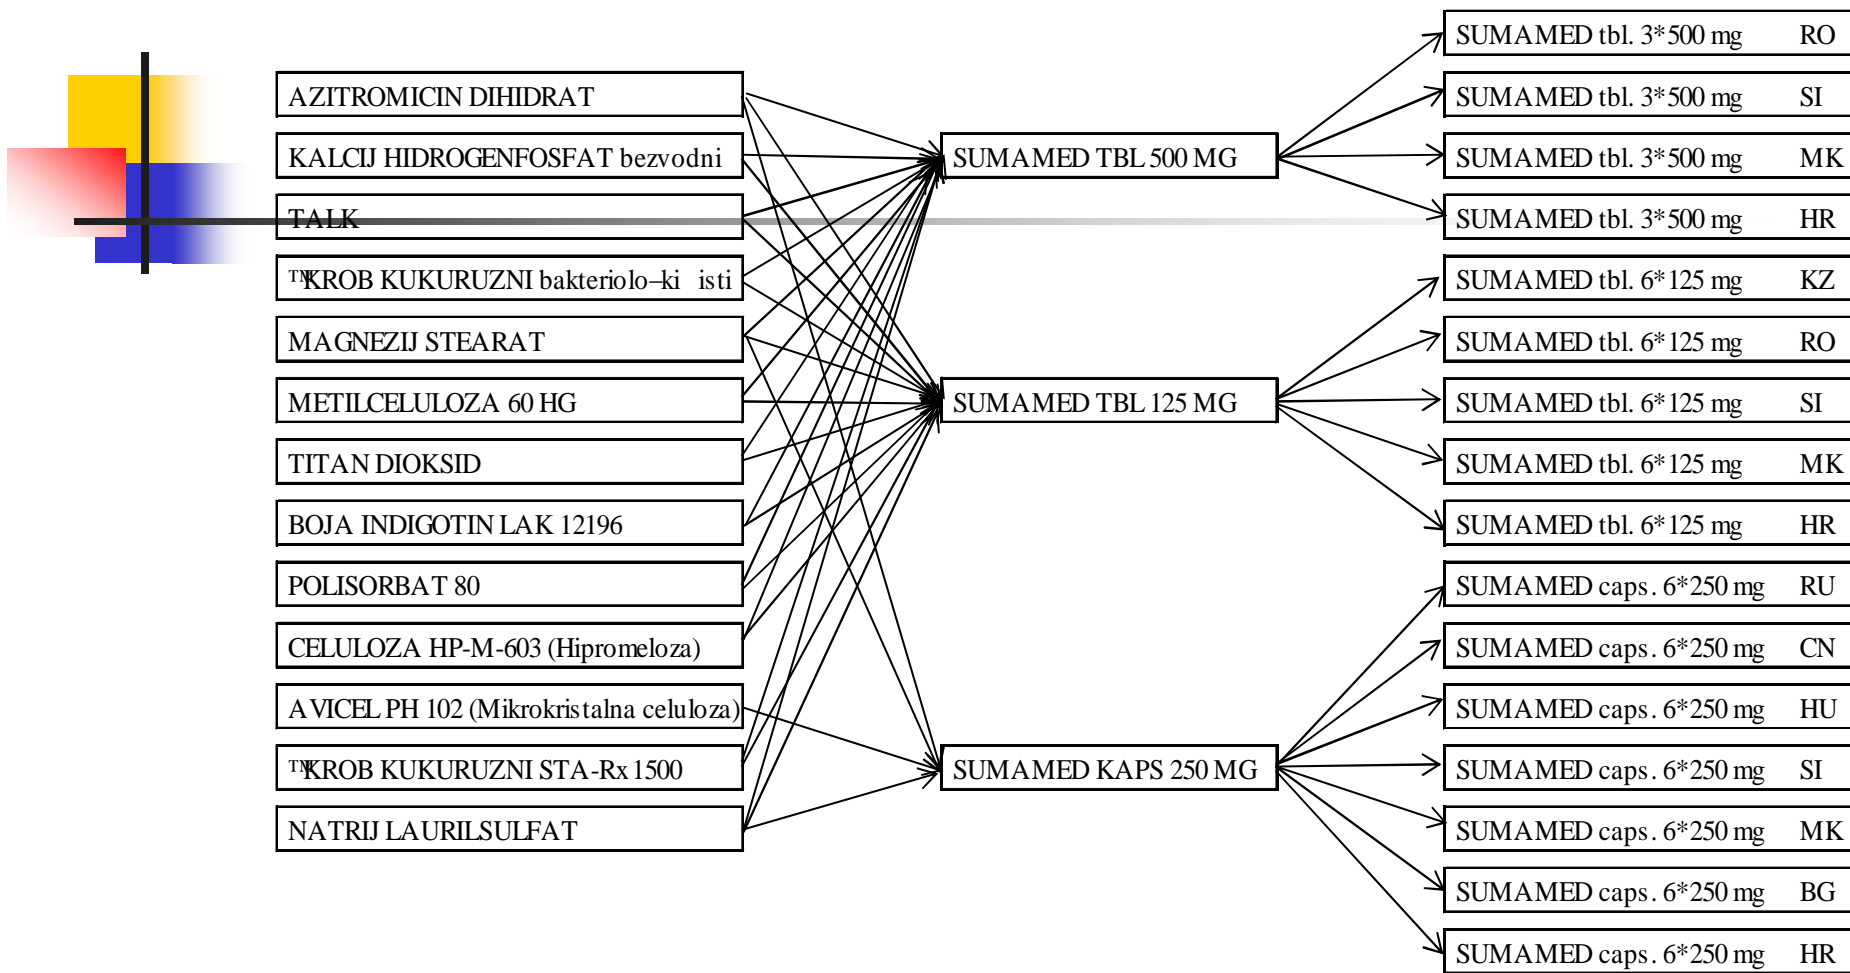 AZITROMICIN DIHIDRAT
KALCIJ HIDROGENFOSFAT bezvodni
TALK
™KROB KUKURUZNI bakteriolo–ki isti
MAGNEZIJ STEARAT
METILCELULOZA 60 HG
TITAN DIOKSID
BOJA INDIGOTIN LAK 12196
POLISORBAT 80
CELULOZA HP-M-603 (Hipromeloza)
AVICEL PH 102 (Mikrokristalna celuloza)
™KROB KUKURUZNI STA-Rx 1500
NATRIJ LAURILSULFAT
SUMAMED TBL 500 MG
SUMAMED TBL 125 MG
SUMAMED KAPS 250 MG
SUMAMED tbl. 3*500 mg RO
SUMAMED tbl. 3*500 mg SI
SUMAMED tbl. 3*500 mg MK
SUMAMED tbl. 3*500 mg HR
SUMAMED tbl. 6*125 mg KZ
SUMAMED tbl. 6*125 mg RO
SUMAMED tbl. 6*125 mg SI
SUMAMED tbl. 6*125 mg MK
SUMAMED tbl. 6*125 mg HR
SUMAMED caps. 6*250 mg RU
SUMAMED caps. 6*250 mg CN
SUMAMED caps. 6*250 mg HU
SUMAMED caps. 6*250 mg SI
SUMAMED caps. 6*250 mg MK
SUMAMED caps. 6*250 mg BG
SUMAMED caps. 6*250 mg HR